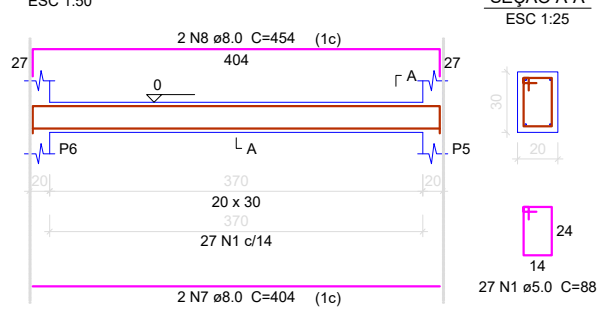 ESC 1:50
SEÇÃO A-A
ESC 1:25
2 N8 ø8.0 C=454 (1c)
27
404
27
A
0
30
P6
A
P5
20
20
370
20
20 x 30
370
27 N1 c/14
24
14
27 N1 ø5.0 C=88
2 N7 ø8.0 C=404 (1c)